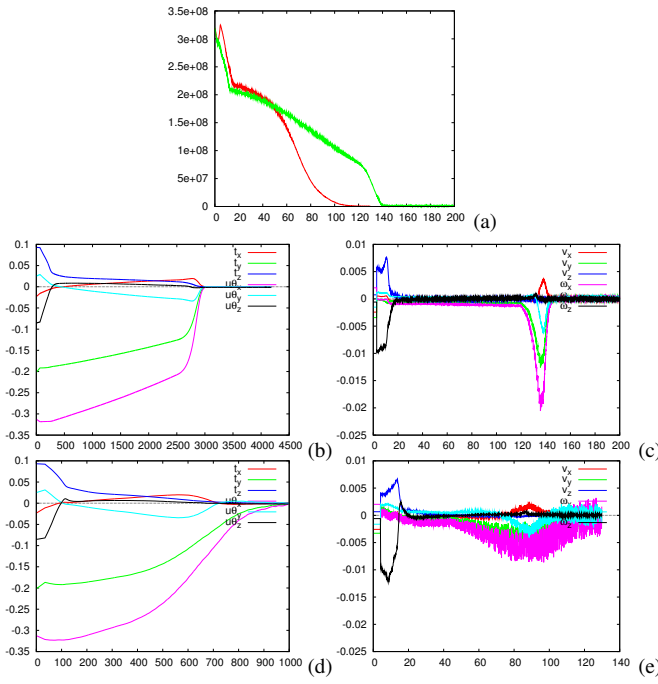 3.5e+08
3e+08
2.5e+08
2e+08
1.5e+08
1e+08
5e+07
0
0 20 40 60 80 100 120 140 160 180 200
(a)
0.1
0.05
0
-0.05
-0.1
-0.15
-0.2
-0.25
-0.3
-0.35
t_x
t_y
t_z
uθ_x
uθ_y
uθ_z
0 500 1000 1500 2000 2500 3000 3500 4000 4500
(b)
0.01
0.005
0
-0.005
-0.01
-0.015
-0.02
-0.025
v_x
v_y
v_z
ω_x
ω_y
ω_z
0 20 40 60 80 100 120 140 160 180 200
(c)
0.1
0.05
0
-0.05
-0.1
-0.15
-0.2
-0.25
-0.3
-0.35
t_x
t_y
t_z
uθ_x
uθ_y
uθ_z
0 100 200 300 400 500 600 700 800 900 1000
(d)
0.01
0.005
0
-0.005
-0.01
-0.015
-0.02
-0.025
v_x
v_y
v_z
0 20 40 60 80 100 120 140
(e)